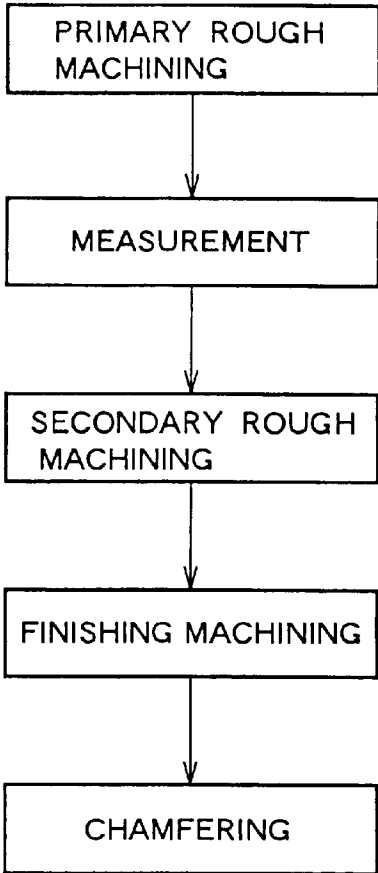 PRIMARY ROUGH
MACHINING
MEASUREMENT
SECONDARY ROUGH
MACHINING
FINISHING MACHINING
CHAMFERING